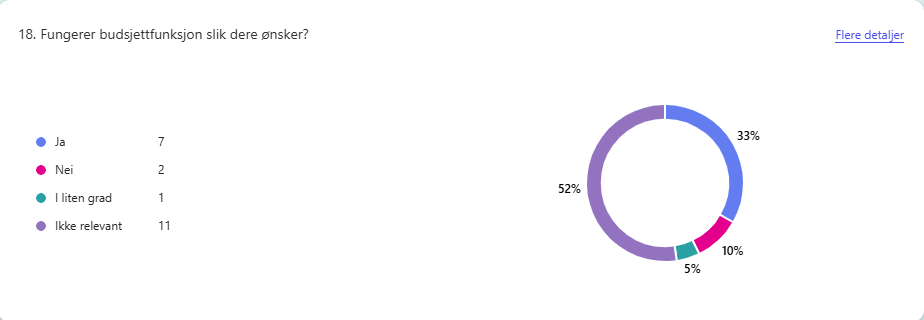 18. Fungerer budsjettfunksjon slik dere ønsker?
Flere detaljer
Ja 7
Nei 2
I liten grad 1
Ikke relevant 11
33%
52%
10%
5%